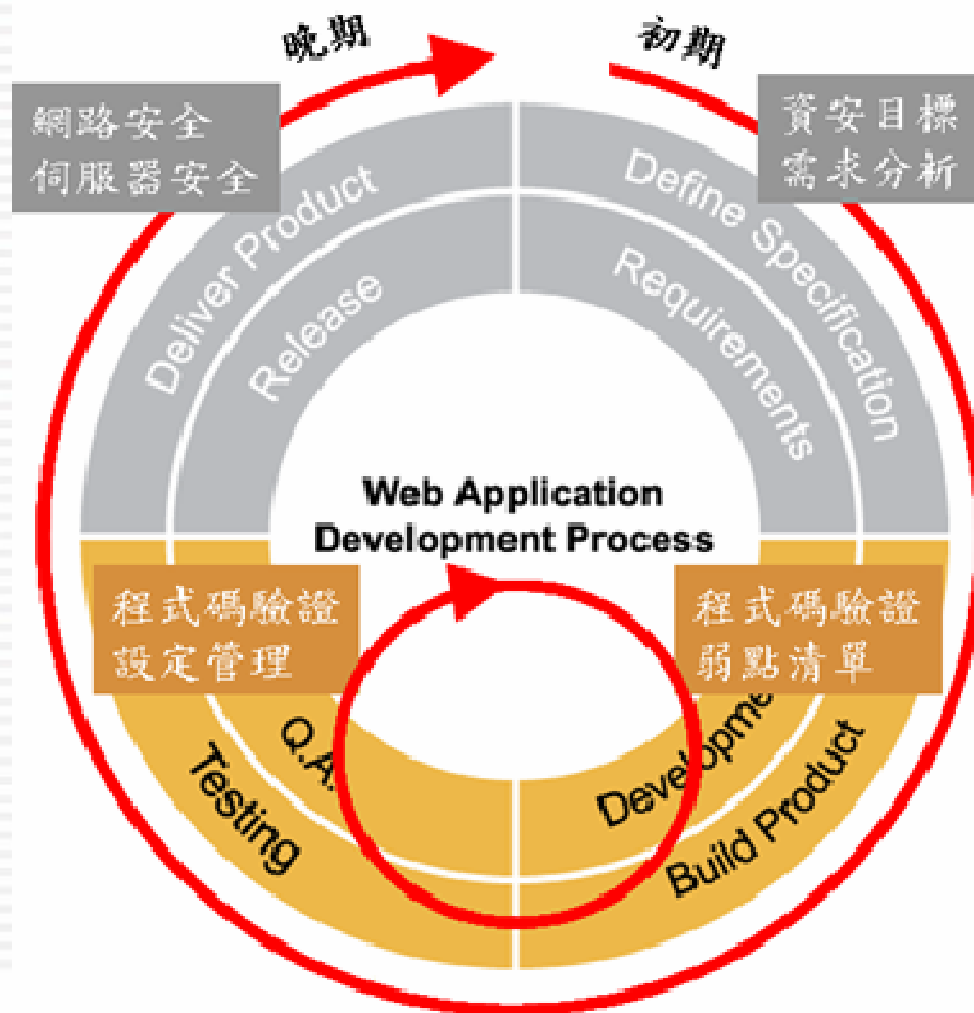 晚期
初期
網路安全
伺服器安全
資安目標
需求分析
Deliver Product
Define Specification
Release
Requirements
Web Application
Development Process
程式碼驗證
設定管理
程式碼驗證
弱點清單
Q.A.
Developme
Testing
Build Product